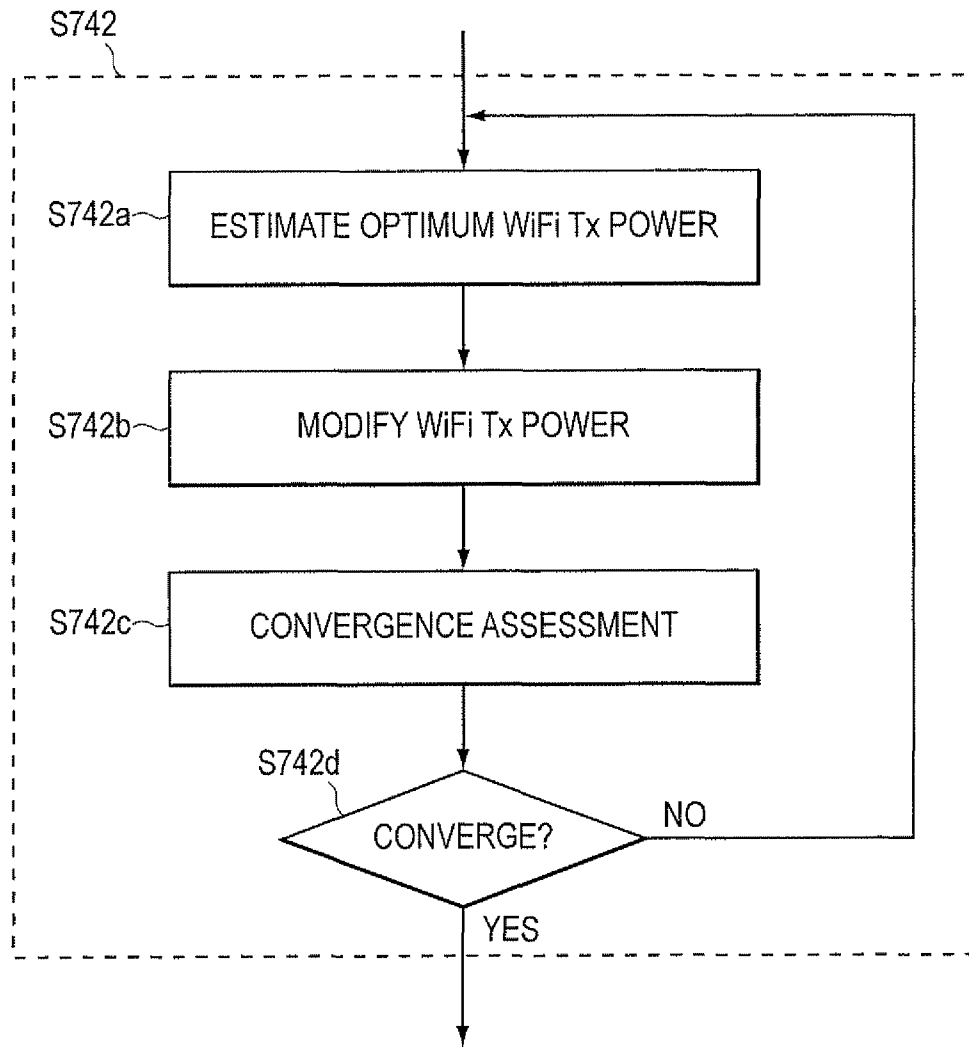 S742
S742a
ESTIMATE OPTIMUM WiFi Tx POWER
S742b
MODIFY WiFi Tx POWER
S742c
CONVERGENCE ASSESSMENT
S742d
CONVERGE?
NO
YES